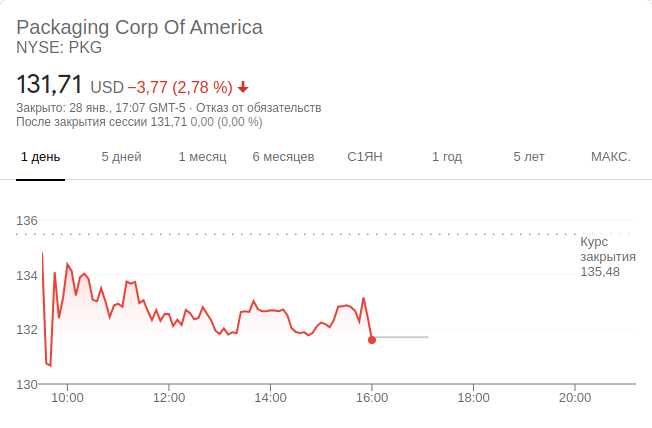 Packaging Corp Of America
NYSE: PKG
131,71 USD −3,77 (2,78 %)
Закрыто: 28 янв., 17:07 GMT-5 · Отказ от обязательств
После закрытия сессии 131,71 0,00 (0,00 %)
1 день 5 дней 1 месяц 6 месяцев С1ЯН 1 год 5 лет МАКС.
136
Курс
закрытия
135,48
134
132
130
10:00 12:00 14:00 16:00 18:00 20:00